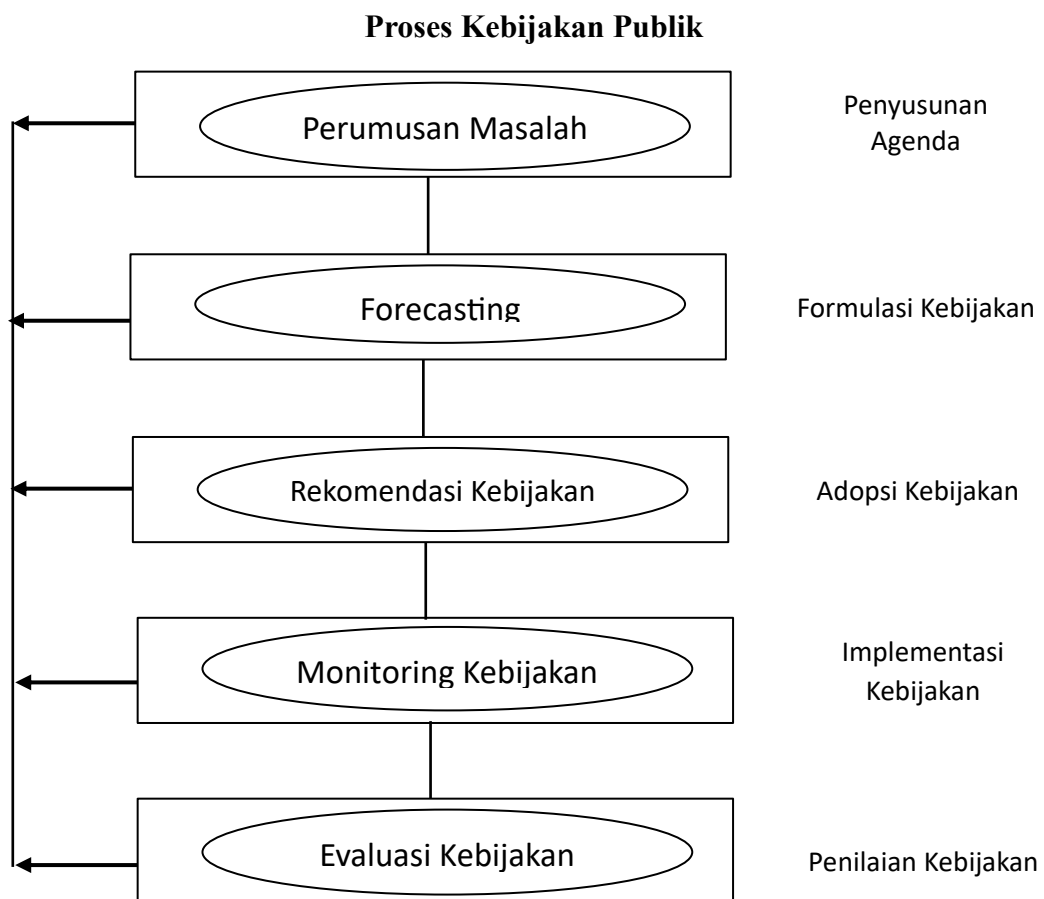 Proses Kebijakan Publik
Perumusan Masalah
Penyusunan
Agenda
Forecasting
Formulasi Kebijakan
Rekomendasi Kebijakan
Adopsi Kebijakan
Monitoring Kebijakan
Implementasi
Kebijakan
Evaluasi Kebijakan
Penilaian Kebijakan